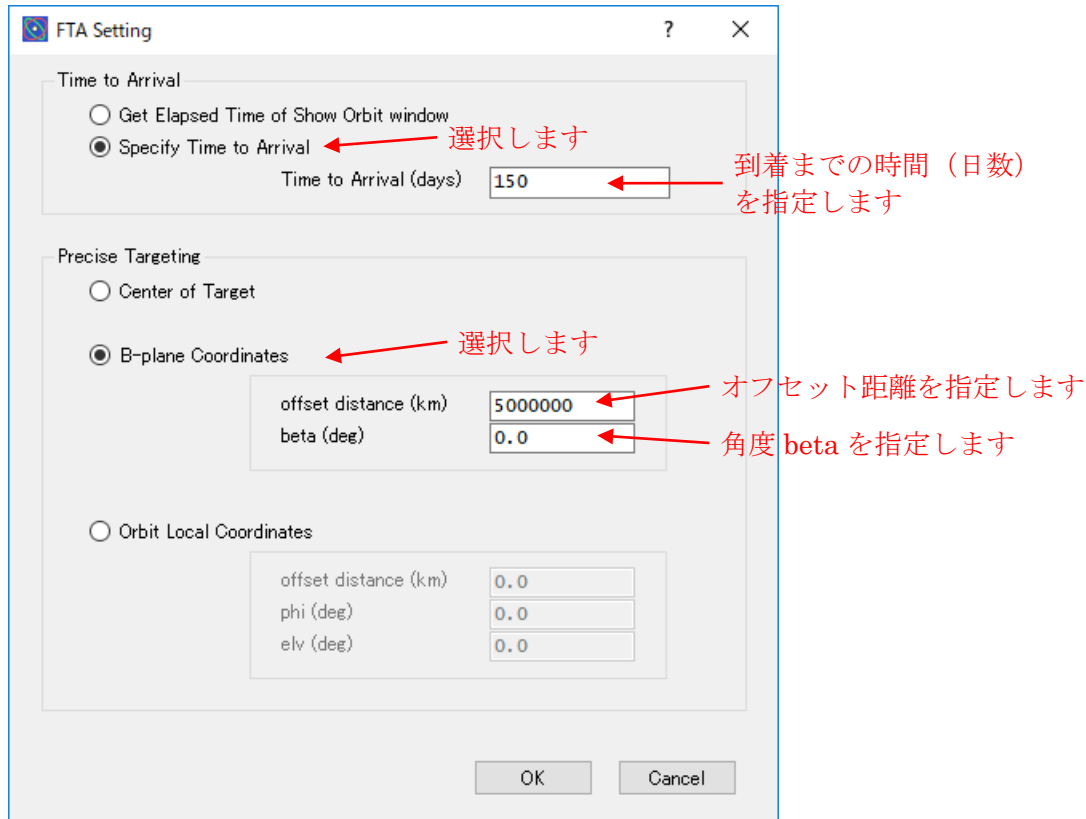 FTA Setting
Time to Arrival
Get Elapsed Time of Show Orbit window
Specify Time to Arrival
選択します
Time to Arrival (days)
150
到着までの時間（日数）
を指定します
Precise Targeting
Center of Target
B-plane Coordinates
選択します
offset distance (km)
5000000
オフセット距離を指定します
beta (deg)
0.0
角度 beta を指定します
Orbit Local Coordinates
offset distance (km)
0.0
phi (deg)
0.0
elv (deg)
0.0
OK
Cancel